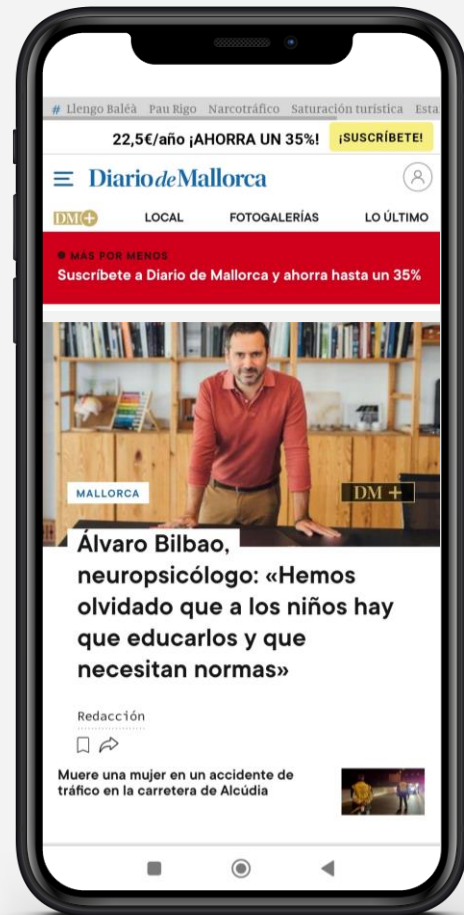 # Llengo Baléà Pau Rigo Narcotráfico Saturación turística Esta
22,5€/año ¡AHORRA UN 35%! ¡SUSCRÍBETE!
Diario de Mallorca
DM+ LOCAL FOTOGALERÍAS LO ÚLTIMO
MÁS POR MENOS
Suscríbete a Diario de Mallorca y ahorra hasta un 35%
MALLORCA
DM +
Álvaro Bilbao,
neuropsicólogo: «Hemos
olvidado que a los niños hay
que educarlos y que
necesitan normas»
Redacción
Muere una mujer en un accidente de
tráfico en la carretera de Alcúdia